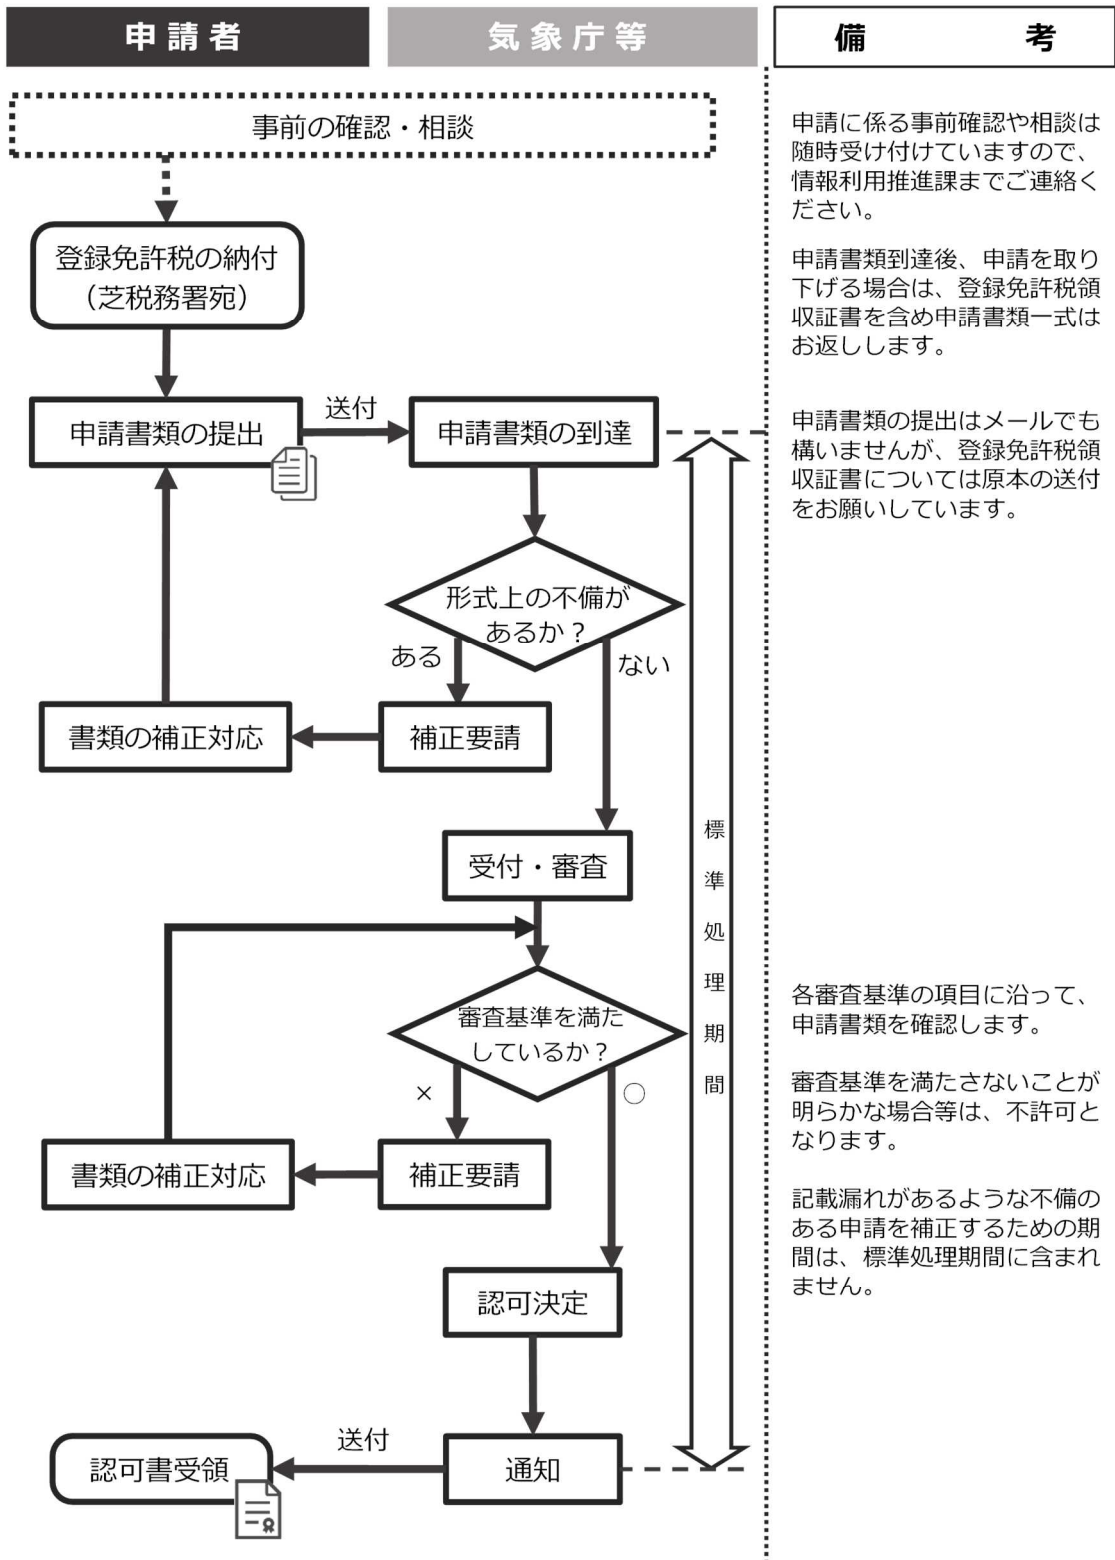 申請者
気象庁等
備考
事前の確認・相談
申請に係る事前確認や相談は
随時受け付けていますので、
情報利用推進課までご連絡く
ださい。
登録免許税の納付
（芝税務署宛）
申請書類到達後、申請を取り
下げる場合は、登録免許税領
収証書を含め申請書類一式は
お返しします。
申請書類の提出
送付
申請書類の到達
申請書類の提出はメールでも
構いませんが、登録免許税領
収証書については原本の送付
をお願いしています。
形式上の不備が
あるか？
ある
ない
書類の補正対応
補正要請
標準処理期間
受付・審査
審査基準を満た
しているか？
×
○
各審査基準の項目に沿って、
申請書類を確認します。
審査基準を満たさないことが
明らかな場合等は、不許可と
なります。
書類の補正対応
補正要請
記載漏れがあるような不備の
ある申請を補正するための期
間は、標準処理期間に含まれ
ません。
認可決定
認可書受領
送付
通知